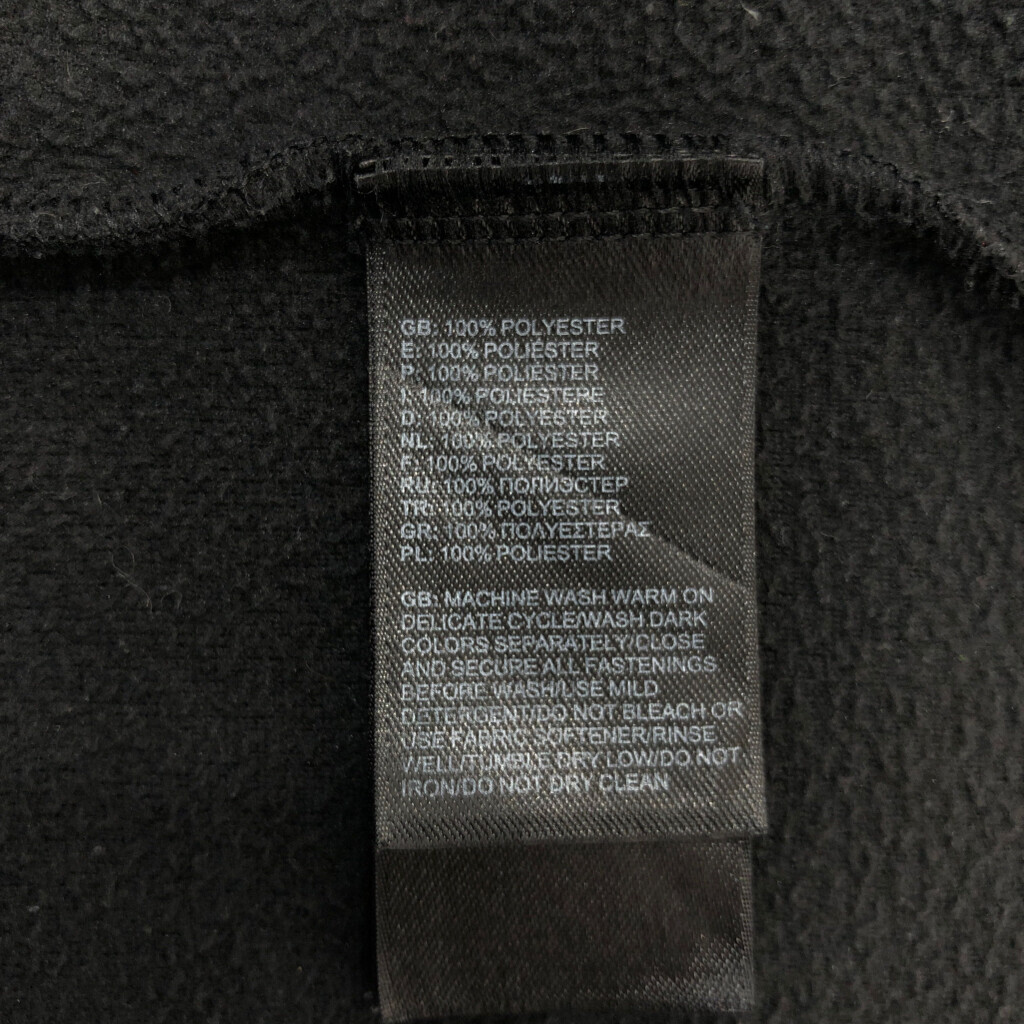 GB: 100% POLYESTER
E: 100% POLIÉSTER
P: 100% POLIÉSTER
I: 100% POLIESTERE
D: 100% POLYESTER
NL: 100% POLYESTER
F: 100% POLYESTER
RU: 100% ПОЛИЭСТЕР
TR: 100% POLYESTER
GR: 100% ΠΟΛΥΕΣΤΕΡΑΣ
PL: 100% POLIESTER
GB: MACHINE WASH WARM ON
DELICATE CYCLE/WASH DARK
COLORS SEPARATELY/CLOSE
AND SECURE ALL FASTENINGS
BEFORE WASH/USE MILD
DETERGENT/DO NOT BLEACH OR
USE FABRIC SOFTENER/RINSE
WELL/TUMBLE DRY LOW/DO NOT
IRON/DO NOT DRY CLEAN